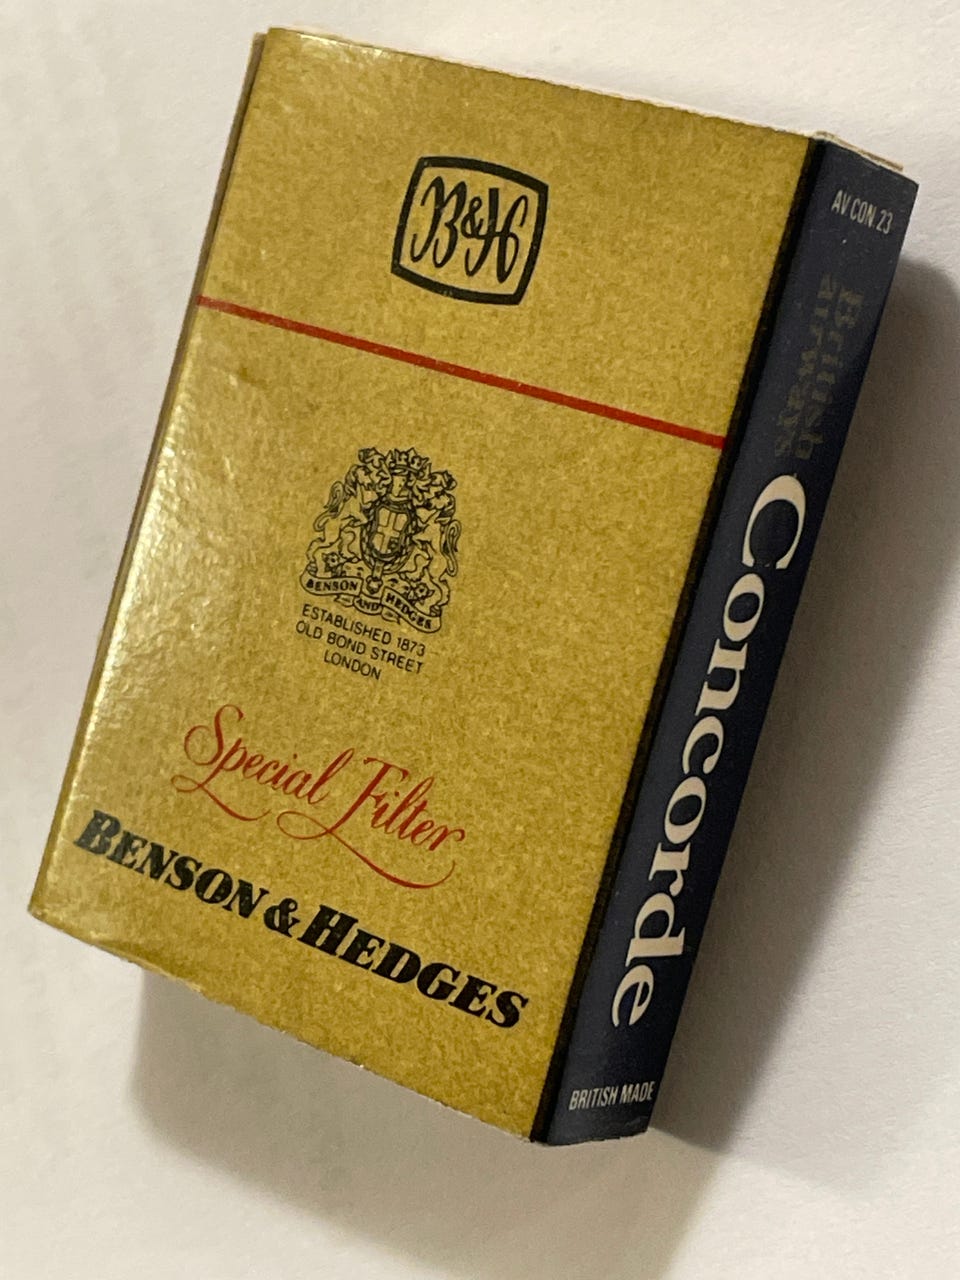 B&H
BENSON AND HEDGES
ESTABLISHED 1873
OLD BOND STREET
LONDON
Special Filter
BENSON & HEDGES
AV CON 23
British
airways
Concorde
BRITISH MADE